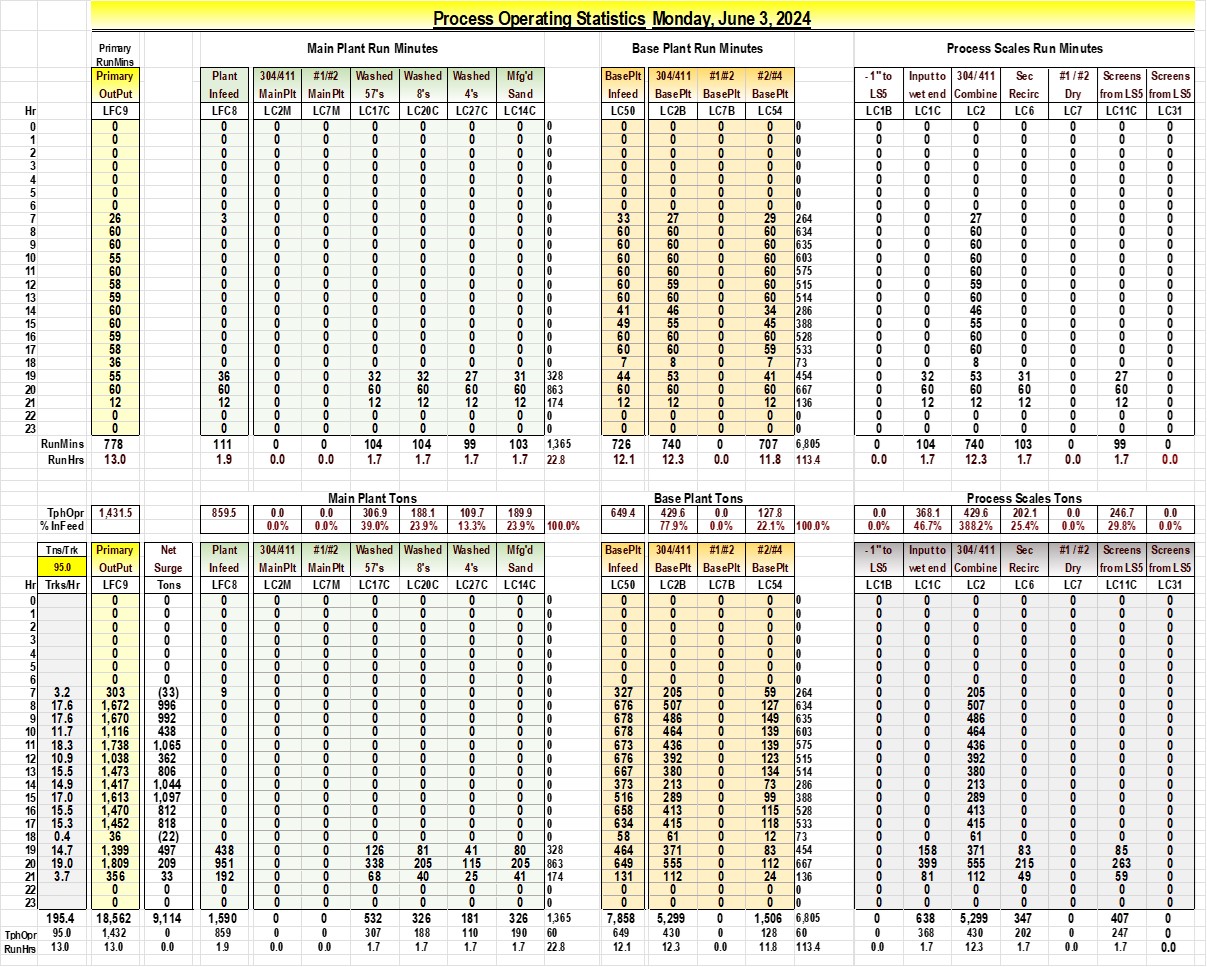 Process Operating Statistics Monday, June 3, 2024
Primary Main Plant Run Minutes Base Plant Run Minutes Process Scales Run Minutes
RunMins
Primary Plant 304/411 #1/#2 Washed Washed Washed Mfg'd BasePlt 304/411 #1/#2 #2/#4 - 1" to Input to 304/ 411 Sec #1 / #2 Screens Screens
OutPut Infeed MainPlt MainPlt 57's 8's 4's Sand Infeed BasePlt BasePlt BasePlt LS5 wet end Combine Recirc Dry from LS5 from LS5
Hr LFC9 LFC8 LC2M LC7M LC17C LC20C LC27C LC14C LC50 LC2B LC7B LC54 LC1B LC1C LC2 LC6 LC7 LC11C LC31
0 0 0 0 0 0 0 0 0 0 0 0 0 0 0 0 0 0 0 0 0 0
1 0 0 0 0 0 0 0 0 0 0 0 0 0 0 0 0 0 0 0 0 0
2 0 0 0 0 0 0 0 0 0 0 0 0 0 0 0 0 0 0 0 0 0
3 0 0 0 0 0 0 0 0 0 0 0 0 0 0 0 0 0 0 0 0 0
4 0 0 0 0 0 0 0 0 0 0 0 0 0 0 0 0 0 0 0 0 0
5 0 0 0 0 0 0 0 0 0 0 0 0 0 0 0 0 0 0 0 0 0
6 0 0 0 0 0 0 0 0 0 0 0 0 0 0 0 0 0 0 0 0 0
7 26 3 0 0 0 0 0 0 0 33 27 0 29 264 0 0 27 0 0 0 0
8 60 0 0 0 0 0 0 0 0 60 60 0 60 634 0 0 60 0 0 0 0
9 60 0 0 0 0 0 0 0 0 60 60 0 60 635 0 0 60 0 0 0 0
10 55 0 0 0 0 0 0 0 0 60 60 0 60 603 0 0 60 0 0 0 0
11 60 0 0 0 0 0 0 0 0 60 60 0 60 575 0 0 60 0 0 0 0
12 58 0 0 0 0 0 0 0 0 60 59 0 60 515 0 0 59 0 0 0 0
13 59 0 0 0 0 0 0 0 0 60 60 0 60 514 0 0 60 0 0 0 0
14 60 0 0 0 0 0 0 0 0 41 46 0 34 286 0 0 46 0 0 0 0
15 60 0 0 0 0 0 0 0 0 49 55 0 45 388 0 0 55 0 0 0 0
16 59 0 0 0 0 0 0 0 0 60 60 0 60 528 0 0 60 0 0 0 0
17 58 0 0 0 0 0 0 0 0 60 60 0 59 533 0 0 60 0 0 0 0
18 36 0 0 0 0 0 0 0 0 7 8 0 7 73 0 0 8 0 0 0 0
19 55 36 0 0 32 32 27 31 328 44 53 0 41 454 0 32 53 31 0 27 0
20 60 60 0 0 60 60 60 60 863 60 60 0 60 667 0 60 60 60 0 60 0
21 12 12 0 0 12 12 12 12 174 12 12 0 12 136 0 12 12 12 0 12 0
22 0 0 0 0 0 0 0 0 0 0 0 0 0 0 0 0 0 0 0 0 0
23 0 0 0 0 0 0 0 0 0 0 0 0 0 0 0 0 0 0 0 0 0
RunMins 778 111 0 0 104 104 99 103 1,365 726 740 0 707 6,805 0 104 740 103 0 99 0
RunHrs 13.0 1.9 0.0 0.0 1.7 1.7 1.7 1.7 22.8 12.1 12.3 0.0 11.8 113.4 0.0 1.7 12.3 1.7 0.0 1.7 0.0
Main Plant Tons Base Plant Tons Process Scales Tons
TphOpr 1,431.5 859.5 0.0 0.0 306.9 188.1 109.7 189.9 649.4 429.6 0.0 127.8 0.0 368.1 429.6 202.1 0.0 246.7 0.0
% InFeed 0.0% 0.0% 39.0% 23.9% 13.3% 23.9% 100.0% 77.9% 0.0% 22.1% 100.0% 0.0% 46.7% 388.2% 25.4% 0.0% 29.8% 0.0%
Tns/Trk Primary Net Plant 304/411 #1/#2 Washed Washed Washed Mfg'd BasePlt 304/411 #1/#2 #2/#4 - 1" to Input to 304/ 411 Sec #1 / #2 Screens Screens
95.0 OutPut Surge Infeed MainPlt MainPlt 57's 8's 4's Sand Infeed BasePlt BasePlt BasePlt LS5 wet end Combine Recirc Dry from LS5 from LS5
Hr Trks/Hr LFC9 Tons LFC8 LC2M LC7M LC17C LC20C LC27C LC14C LC50 LC2B LC7B LC54 LC1B LC1C LC2 LC6 LC7 LC11C LC31
0 0 0 0 0 0 0 0 0 0 0 0 0 0 0 0 0 0 0 0 0 0 0
1 0 0 0 0 0 0 0 0 0 0 0 0 0 0 0 0 0 0 0 0 0 0
2 0 0 0 0 0 0 0 0 0 0 0 0 0 0 0 0 0 0 0 0 0 0
3 0 0 0 0 0 0 0 0 0 0 0 0 0 0 0 0 0 0 0 0 0 0
4 0 0 0 0 0 0 0 0 0 0 0 0 0 0 0 0 0 0 0 0 0 0
5 0 0 0 0 0 0 0 0 0 0 0 0 0 0 0 0 0 0 0 0 0 0
6 0 0 0 0 0 0 0 0 0 0 0 0 0 0 0 0 0 0 0 0 0 0
7 3.2 303 (33) 9 0 0 0 0 0 0 0 327 205 0 59 264 0 0 205 0 0 0 0
8 17.6 1,672 996 0 0 0 0 0 0 0 0 676 507 0 127 634 0 0 507 0 0 0 0
9 17.6 1,670 992 0 0 0 0 0 0 0 0 678 486 0 149 635 0 0 486 0 0 0 0
10 11.7 1,116 438 0 0 0 0 0 0 0 0 678 464 0 139 603 0 0 464 0 0 0 0
11 18.3 1,738 1,065 0 0 0 0 0 0 0 0 673 436 0 139 575 0 0 436 0 0 0 0
12 10.9 1,038 362 0 0 0 0 0 0 0 0 676 392 0 123 515 0 0 392 0 0 0 0
13 15.5 1,473 806 0 0 0 0 0 0 0 0 667 380 0 134 514 0 0 380 0 0 0 0
14 14.9 1,417 1,044 0 0 0 0 0 0 0 0 373 213 0 73 286 0 0 213 0 0 0 0
15 17.0 1,613 1,097 0 0 0 0 0 0 0 0 516 289 0 99 388 0 0 289 0 0 0 0
16 15.5 1,470 812 0 0 0 0 0 0 0 0 658 413 0 115 528 0 0 413 0 0 0 0
17 15.3 1,452 818 0 0 0 0 0 0 0 0 634 415 0 118 533 0 0 415 0 0 0 0
18 0.4 36 (22) 0 0 0 0 0 0 0 0 58 61 0 12 73 0 0 61 0 0 0 0
19 14.7 1,399 497 438 0 0 126 81 41 80 328 464 371 0 83 454 0 158 371 83 0 85 0
20 19.0 1,809 209 951 0 0 338 205 115 205 863 649 555 0 112 667 0 399 555 215 0 263 0
21 3.7 356 33 192 0 0 68 40 25 41 174 131 112 0 24 136 0 81 112 49 0 59 0
22 0 0 0 0 0 0 0 0 0 0 0 0 0 0 0 0 0 0 0 0 0 0
23 0 0 0 0 0 0 0 0 0 0 0 0 0 0 0 0 0 0 0 0 0 0
195.4 18,562 9,114 1,590 0 0 532 326 181 326 1,365 7,858 5,299 0 1,506 6,805 0 638 5,299 347 0 407 0
TphOpr 95.0 1,432 0 859 0 0 307 188 110 190 60 649 430 0 128 60 0 368 430 202 0 247 0
RunHrs 13.0 13.0 0.0 1.9 0.0 0.0 1.7 1.7 1.7 1.7 22.8 12.1 12.3 0.0 11.8 113.4 0.0 1.7 12.3 1.7 0.0 1.7 0.0